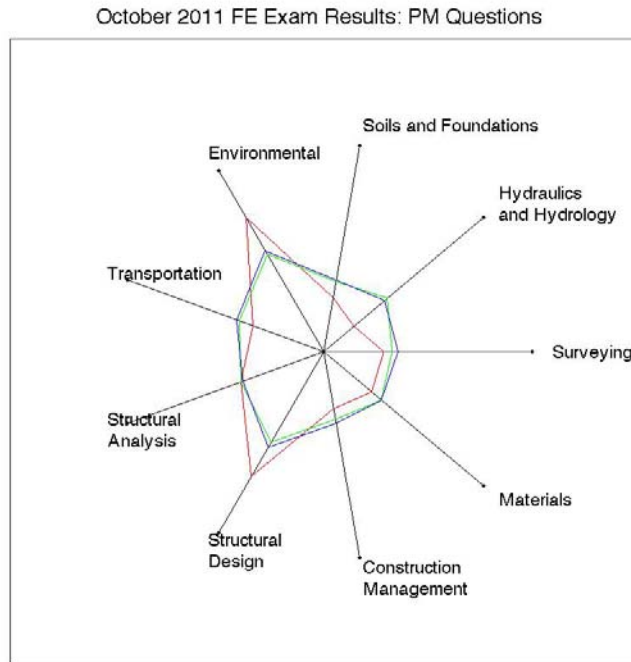 October 2011 FE Exam Results: PM Questions
Soils and Foundations
Environmental
Hydraulics
and Hydrology
Transportation
Surveying
Structural
Analysis
Materials
Structural
Design
Construction
Management